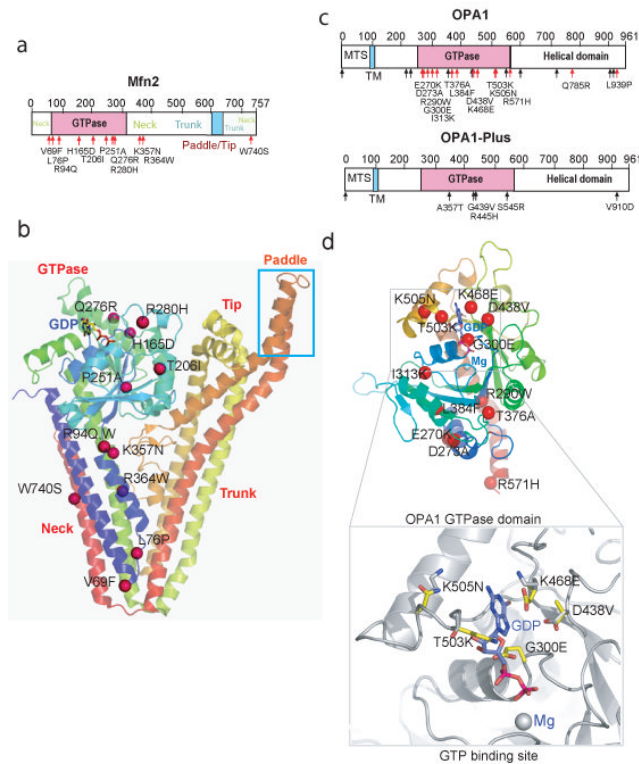 a
Mfn2
0 100 200 300 400 500 600 700 757
Neck GTPase Neck Trunk Neck Trunk
Paddle/Tip
V69F H165D P251A K357N W740S
L76P T206I Q276R R364W
R94Q R280H
b
GTPase
Paddle
Tip
Q276R
R280H
GDP
H165D
T206I
P251A
R94Q,W
K357N
R364W
W740S
Trunk
Neck
L76P
V69F
c
OPA1
0 100 200 300 400 500 600 700 800 900 961
MTS GTPase Helical domain
TM
E270K T376A T503K Q785R L939P
D273A L384F K505N
R290W D438V R571H
G300E K468E
I313K
OPA1-Plus
0 100 200 300 400 500 600 700 800 900 961
MTS GTPase Helical domain
TM
A357T G439V S545R V910D
R445H
d
K468E
K505N
D438V
T503K
GDP
G300E
Mg
I313K
R290W
L384F
T376A
E270K
D273A
R571H
OPA1 GTPase domain
K505N
K468E
D438V
GDP
T503K
G300E
Mg
GTP binding site